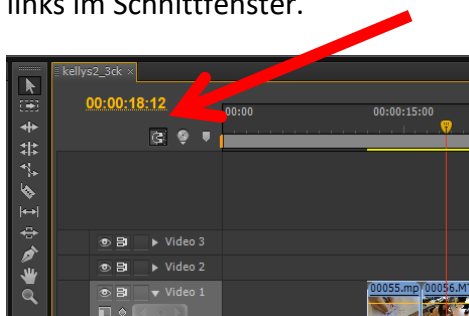 links im Schnittfenster.
kellys2_3ck ×
00:00:18:12
00:00
00:00:15:00
Video 3
Video 2
Video 1
00055.mp
00056.MT